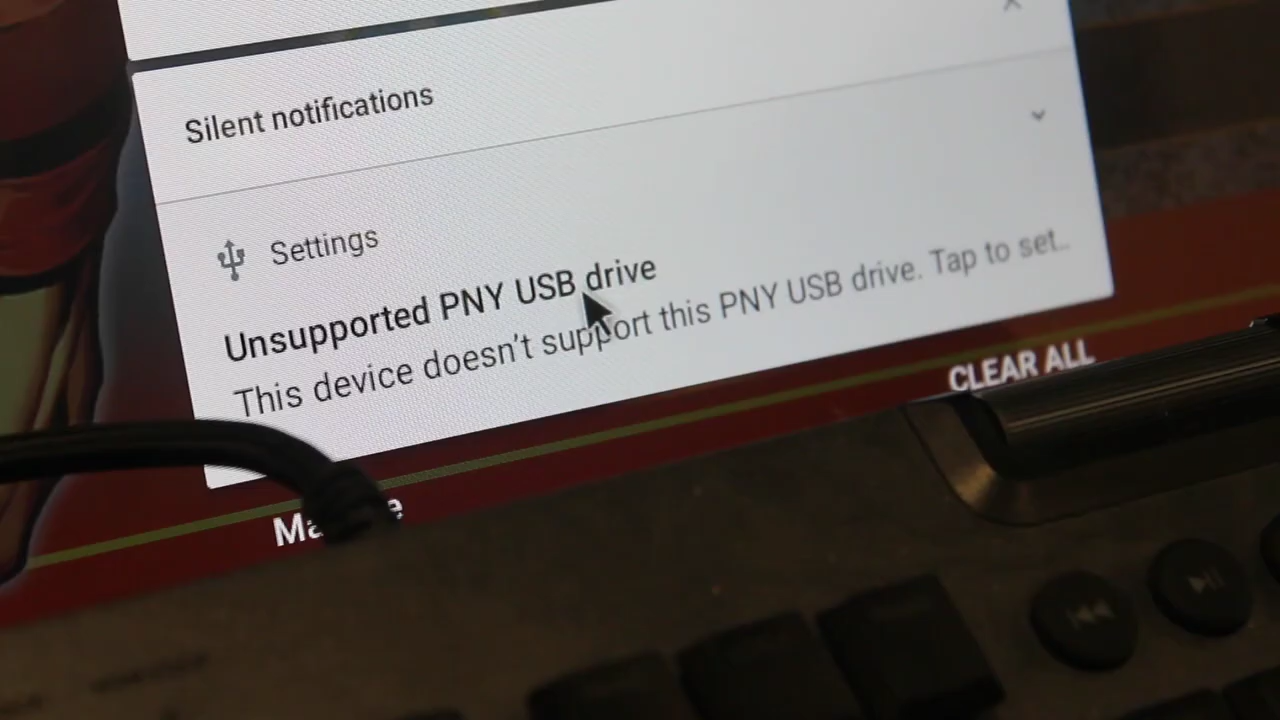 Silent notifications
Settings
Unsupported PNY USB drive
This device doesn't support this PNY USB drive. Tap to set..
CLEAR ALL